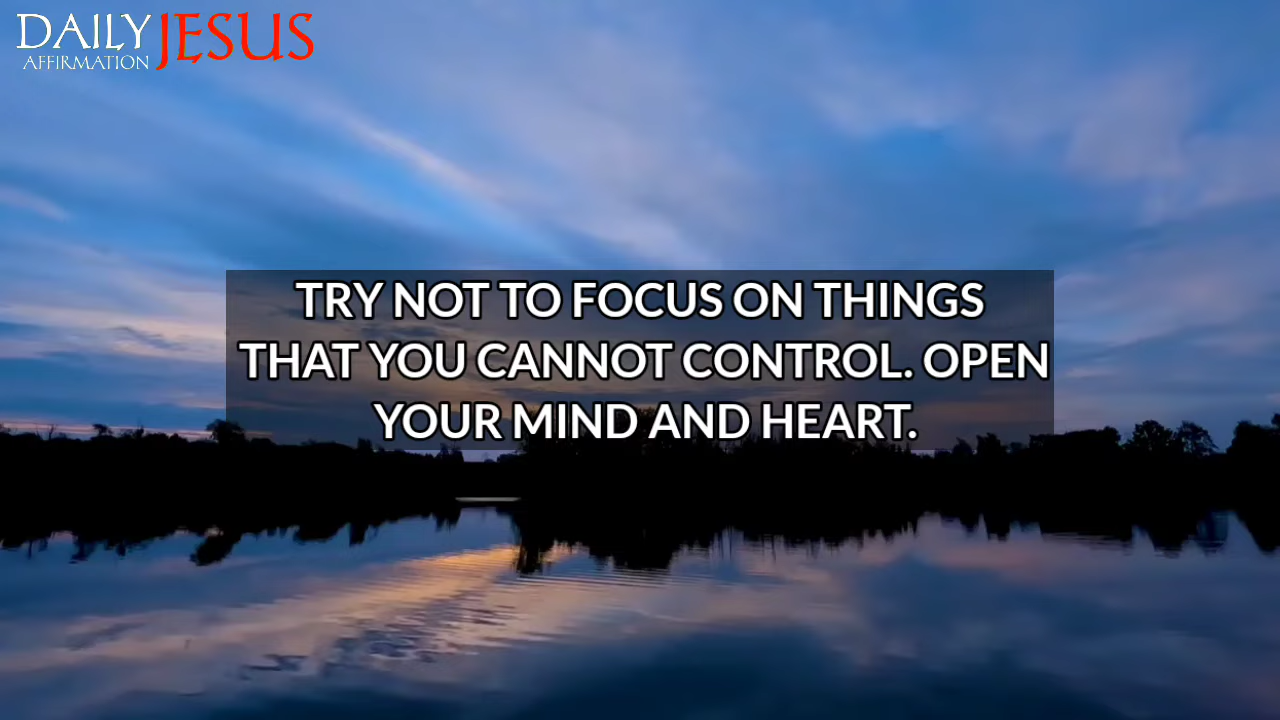 DAILY JESUS
AFFIRMATION
TRY NOT TO FOCUS ON THINGS
THAT YOU CANNOT CONTROL. OPEN
YOUR MIND AND HEART.